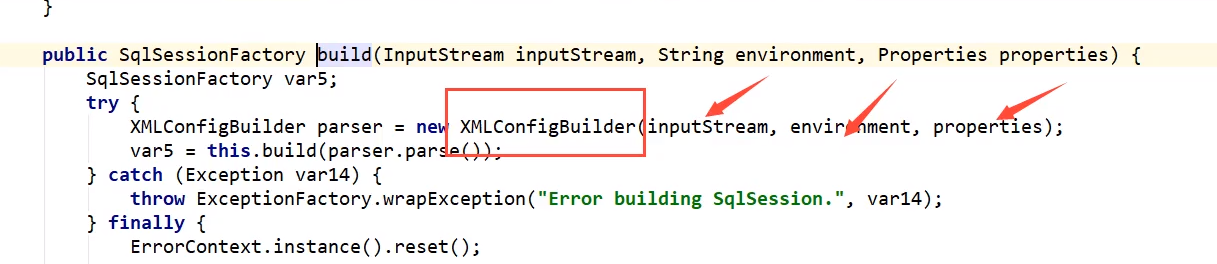 }
public SqlSessionFactory build(InputStream inputStream, String environment, Properties properties) {
SqlSessionFactory var5;
try {
XMLConfigBuilder parser = new XMLConfigBuilder(inputStream, environment, properties);
var5 = this.build(parser.parse());
} catch (Exception var14) {
throw ExceptionFactory.wrapException("Error building SqlSession.", var14);
} finally {
ErrorContext.instance().reset();